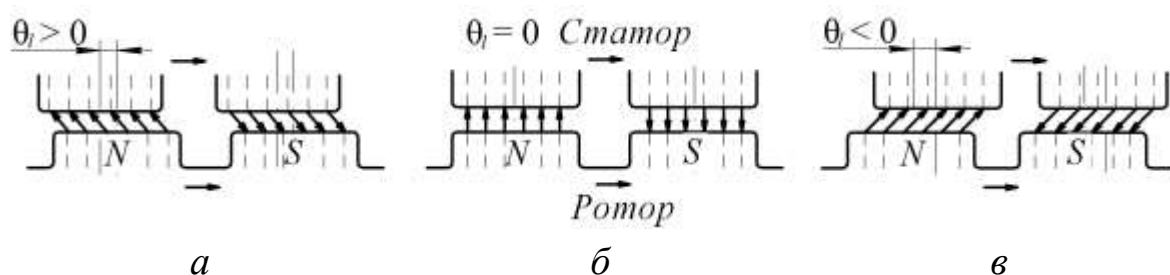 θₗ > 0
θₗ = 0 Статор
θₗ < 0
N S
N S
N S
Ротор
а б в